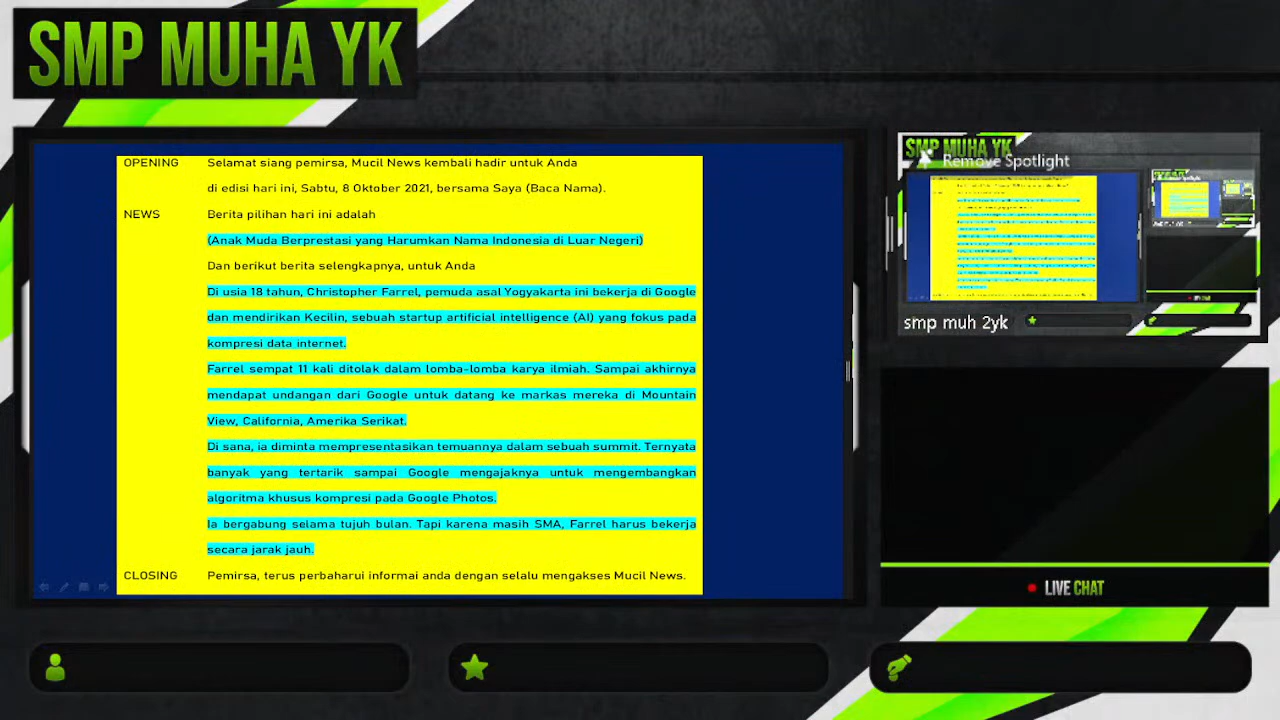 SMP MUHA YK
OPENING Selamat siang pemirsa, Mucil News kembali hadir untuk Anda
di edisi hari ini, Sabtu, 8 Oktober 2021, bersama Saya (Baca Nama).
NEWS Berita pilihan hari ini adalah
(Anak Muda Berprestasi yang Harumkan Nama Indonesia di Luar Negeri)
Dan berikut berita selengkapnya, untuk Anda
Di usia 18 tahun, Christopher Farrel, pemuda asal Yogyakarta ini bekerja di Google
dan mendirikan Kecilin, sebuah startup artificial intelligence (AI) yang fokus pada
kompresi data internet.
Farrel sempat 11 kali ditolak dalam lomba-lomba karya ilmiah. Sampai akhirnya
mendapat undangan dari Google untuk datang ke markas mereka di Mountain
View, California, Amerika Serikat.
Di sana, ia diminta mempresentasikan temuannya dalam sebuah summit. Ternyata
banyak yang tertarik sampai Google mengajaknya untuk mengembangkan
algoritma khusus kompresi pada Google Photos.
Ia bergabung selama tujuh bulan. Tapi karena masih SMA, Farrel harus bekerja
secara jarak jauh.
CLOSING Pemirsa, terus perbaharui informai anda dengan selalu mengakses Mucil News.
SMP MUHA YK
Remove Spotlight
smp muh 2yk
LIVE CHAT